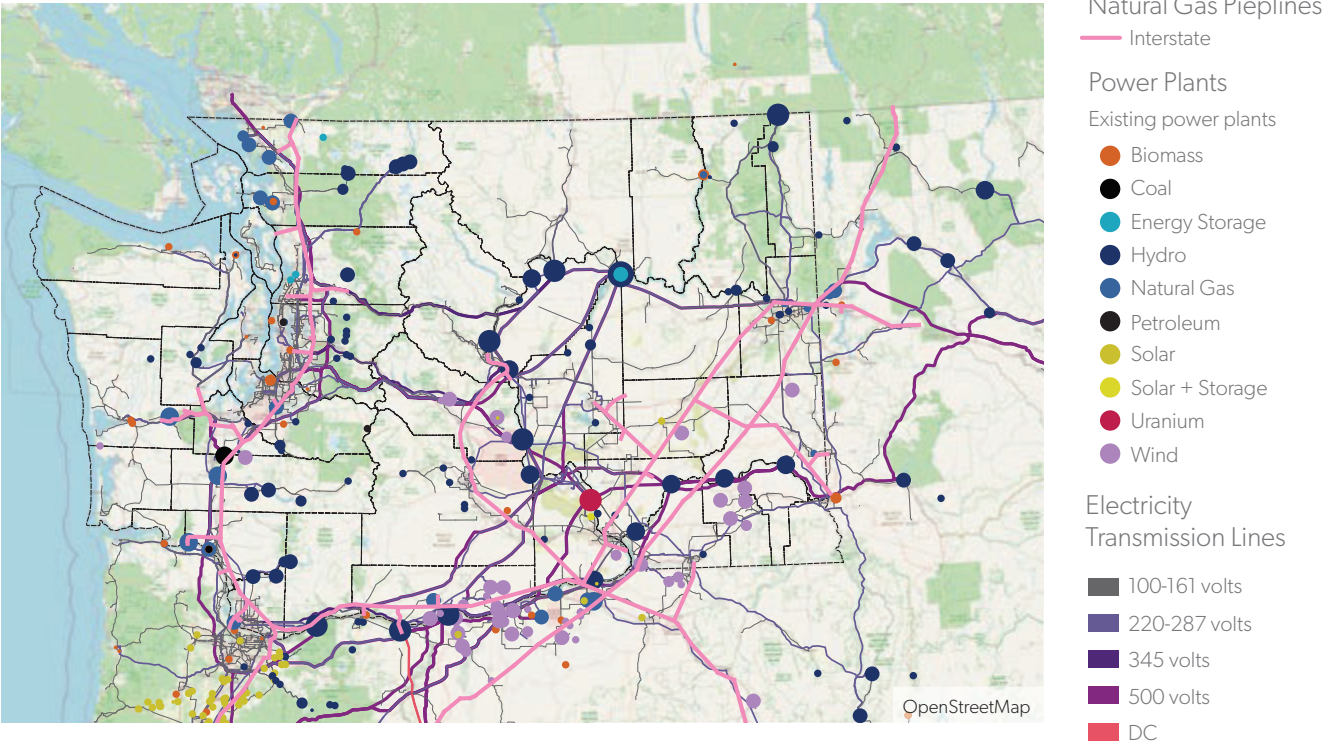 Natural Gas Pieplines
Interstate
Power Plants
Existing power plants
Biomass
Coal
Energy Storage
Hydro
Natural Gas
Petroleum
Solar
Solar + Storage
Uranium
Wind
Electricity
Transmission Lines
100-161 volts
220-287 volts
345 volts
500 volts
DC
OpenStreetMap